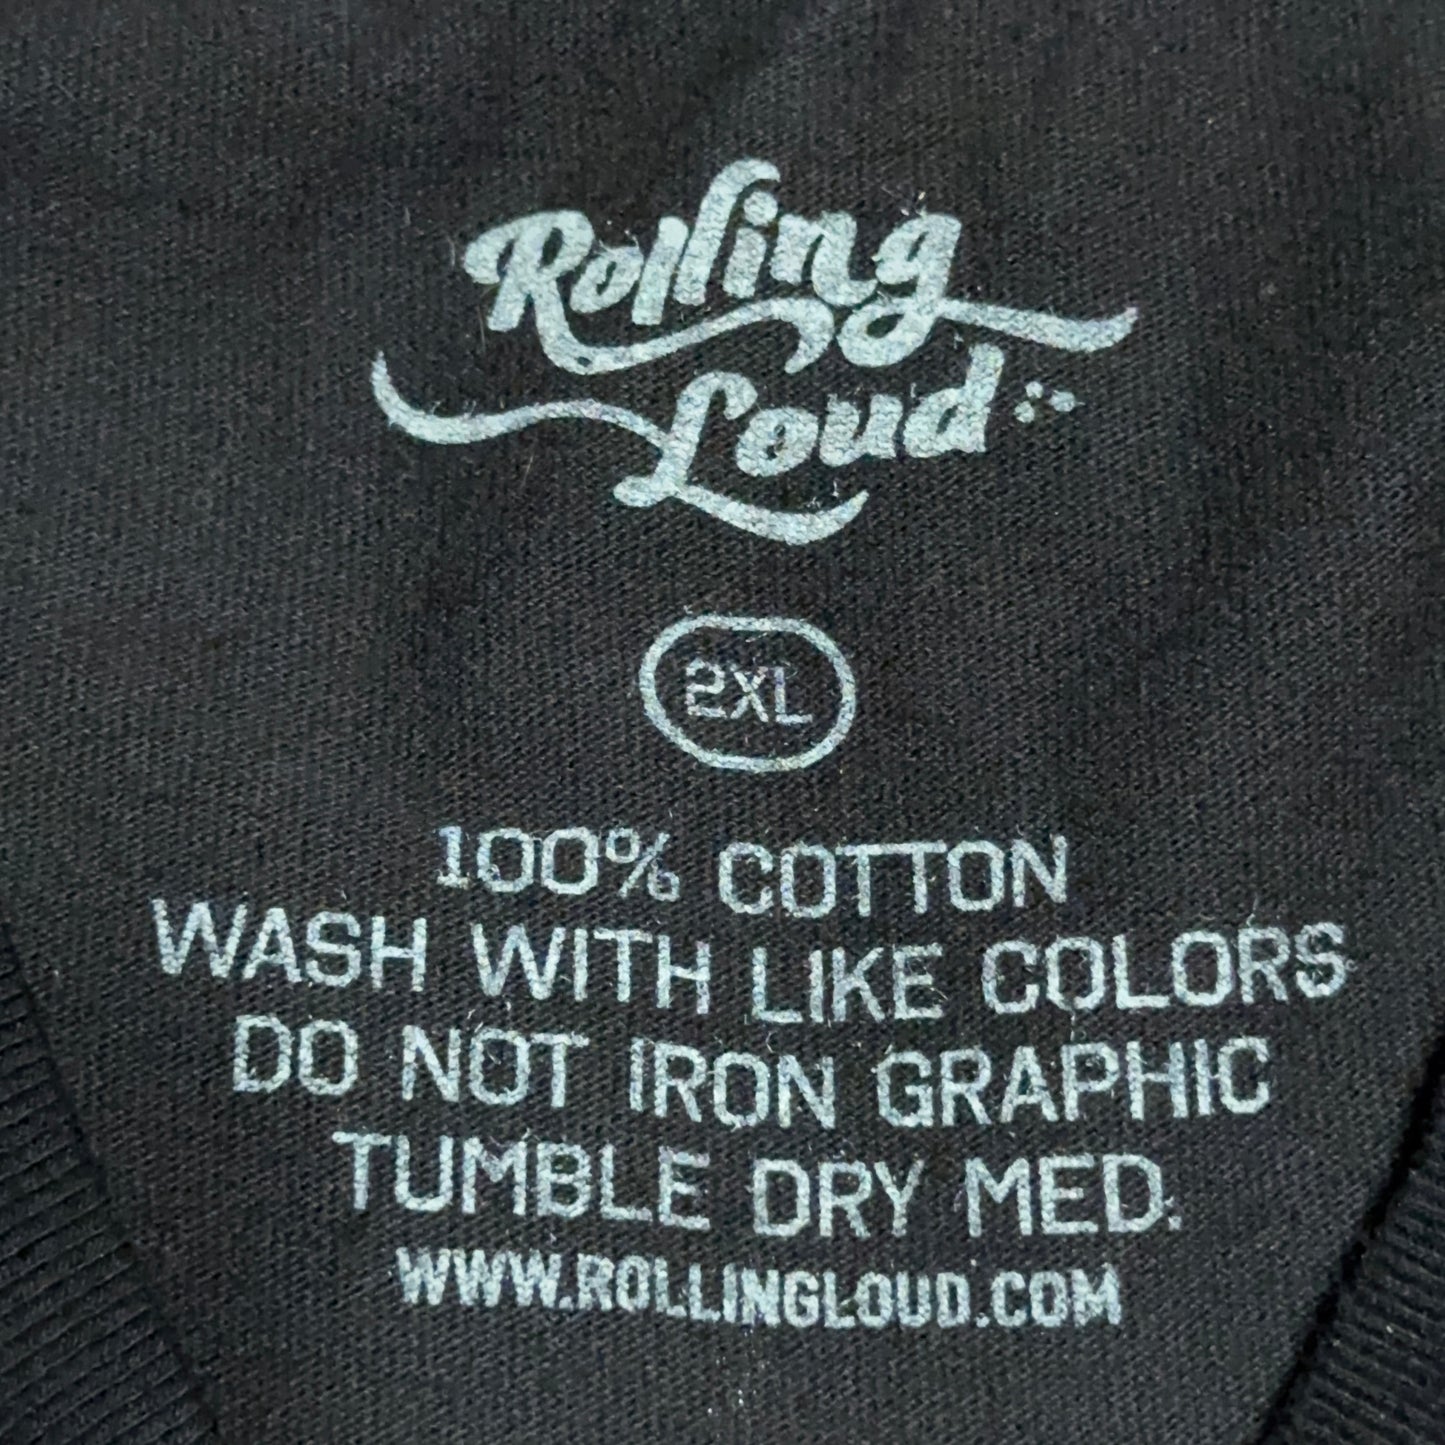 Rolling
Loud
2XL
100% COTTON
WASH WITH LIKE COLORS
DO NOT IRON GRAPHIC
TUMBLE DRY MED.
WWW.ROLLINGLOUD.COM